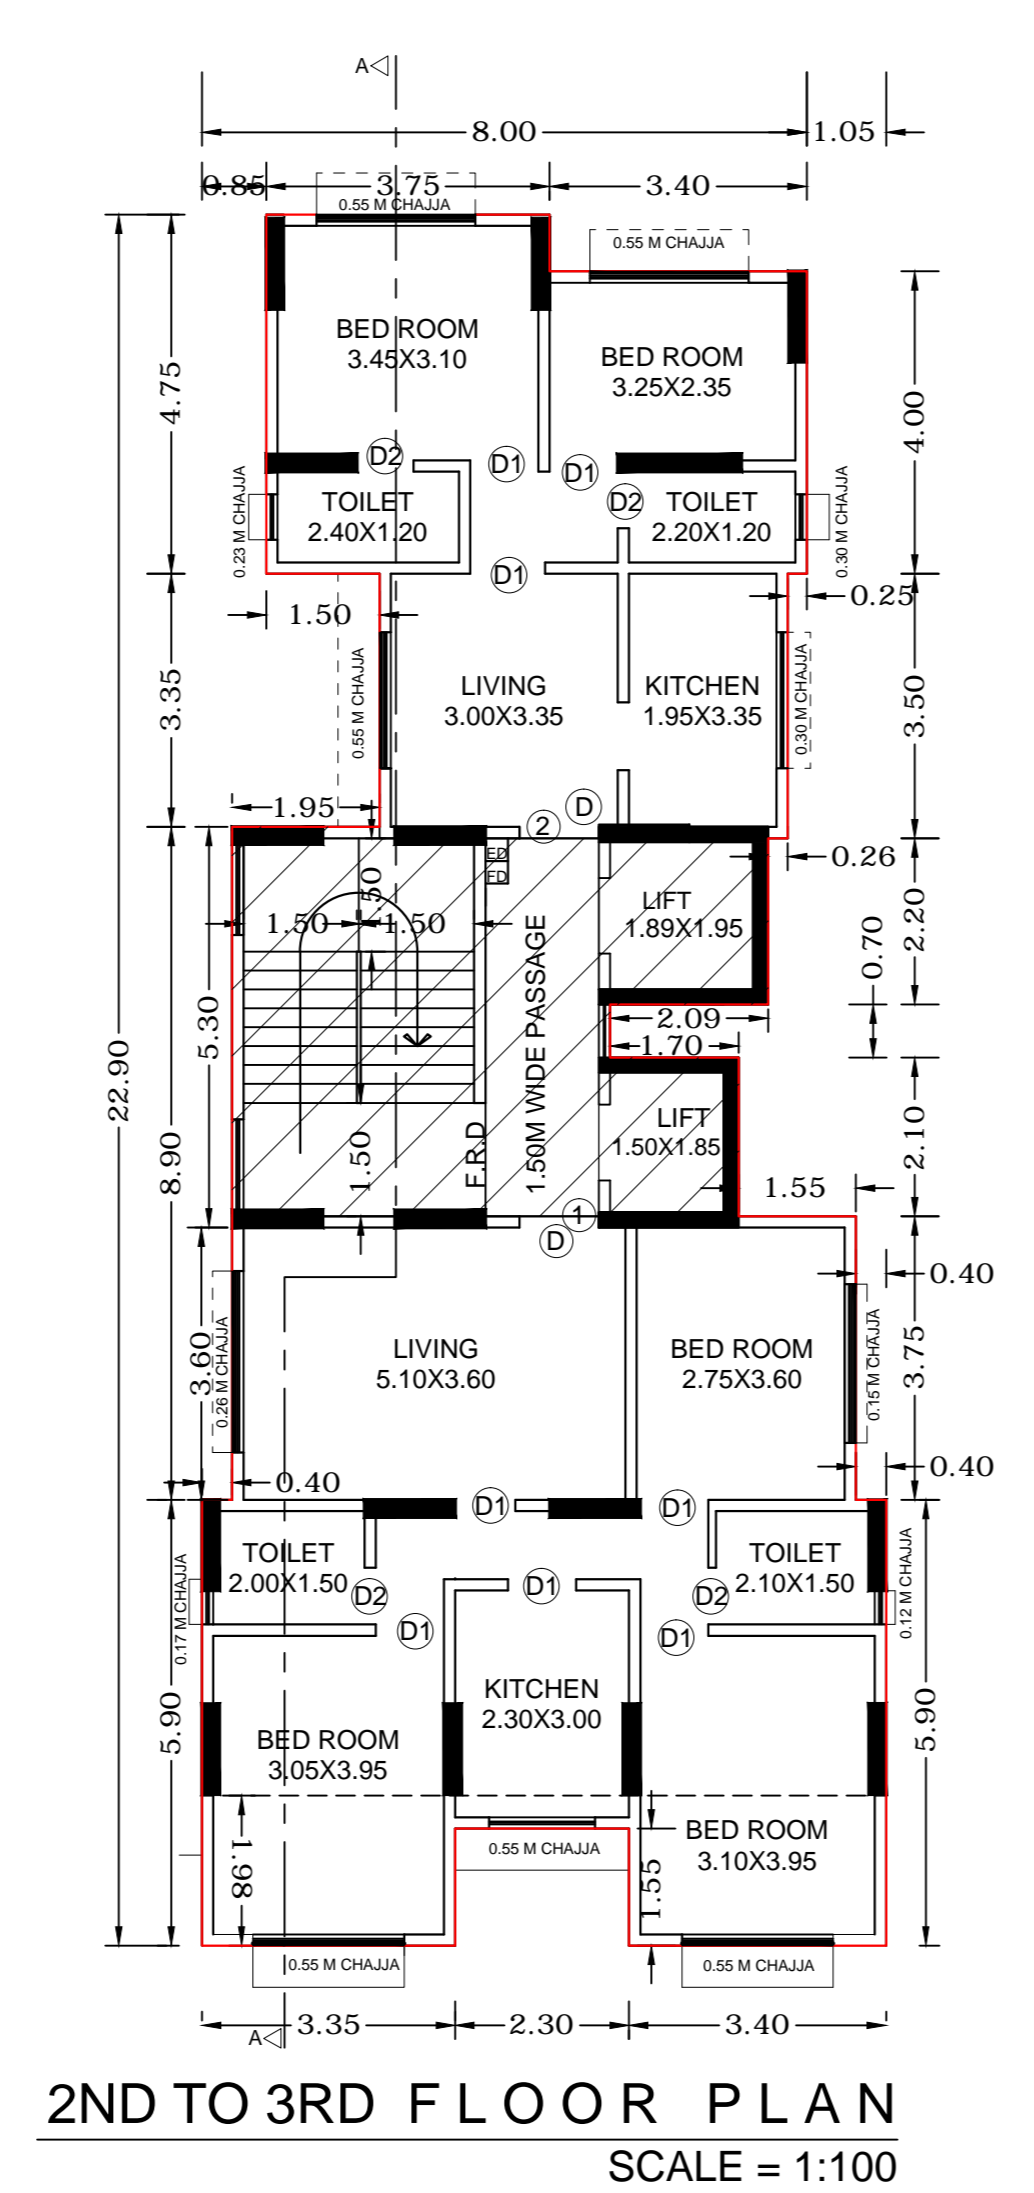 A
8.00
1.05
0.85
3.75
3.40
0.55 M CHAJJA
0.55 M CHAJJA
BED ROOM
3.45X3.10
BED ROOM
3.25X2.35
4.75
4.00
D2
D1
D1
D2
0.23 M CHAJJA
TOILET
2.40X1.20
TOILET
2.20X1.20
0.30 M CHAJJA
D1
1.50
0.25
3.35
0.55 M CHAJJA
LIVING
3.00X3.35
KITCHEN
1.95X3.35
0.30 M CHAJJA
3.50
1.95
D
2
ED
FD
0.26
1.50
1.50
1.50
LIFT
1.89X1.95
2.20
0.70
5.30
1.50M WIDE PASSAGE
2.09
1.70
22.90
8.90
1.50
F.R.D
LIFT
1.50X1.85
2.10
1.55
1
D
0.40
3.60
0.26 M CHAJJA
LIVING
5.10X3.60
BED ROOM
2.75X3.60
0.15 M CHAJJA
3.75
0.40
0.40
D1
D1
0.17 M CHAJJA
TOILET
2.00X1.50
D2
D1
D1
D2
TOILET
2.10X1.50
0.12 M CHAJJA
D1
5.90
KITCHEN
2.30X3.00
5.90
BED ROOM
3.05X3.95
1.98
0.55 M CHAJJA
1.55
BED ROOM
3.10X3.95
0.55 M CHAJJA
0.55 M CHAJJA
A
3.35
2.30
3.40
2ND TO 3RD FLOOR PLAN
SCALE = 1:100